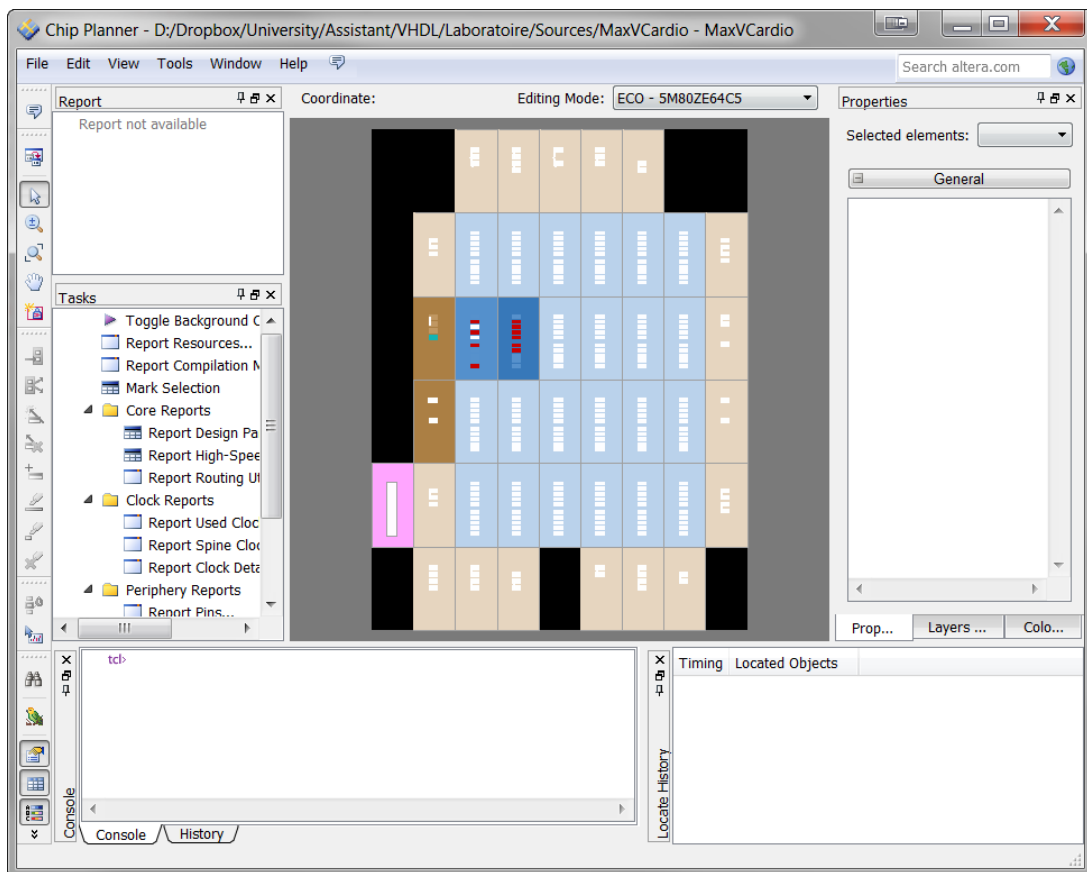 Chip Planner - D:/Dropbox/University/Assistant/VHDL/Laboratoire/Sources/MaxVCardio - MaxVCardio
File Edit View Tools Window Help
Search altera.com
Report
Report not available
Coordinate:
Editing Mode: ECO - 5M80ZE64C5
Properties
Selected elements:
General
Tasks
Toggle Background C
Report Resources...
Report Compilation M
Mark Selection
Core Reports
Report Design Pa
Report High-Spee
Report Routing Ut
Clock Reports
Report Used Cloc
Report Spine Cloc
Report Clock Deta
Periphery Reports
Report Pins...
Prop... Layers ... Colo...
tcl>
Console
Console History
Timing Located Objects
Locate History